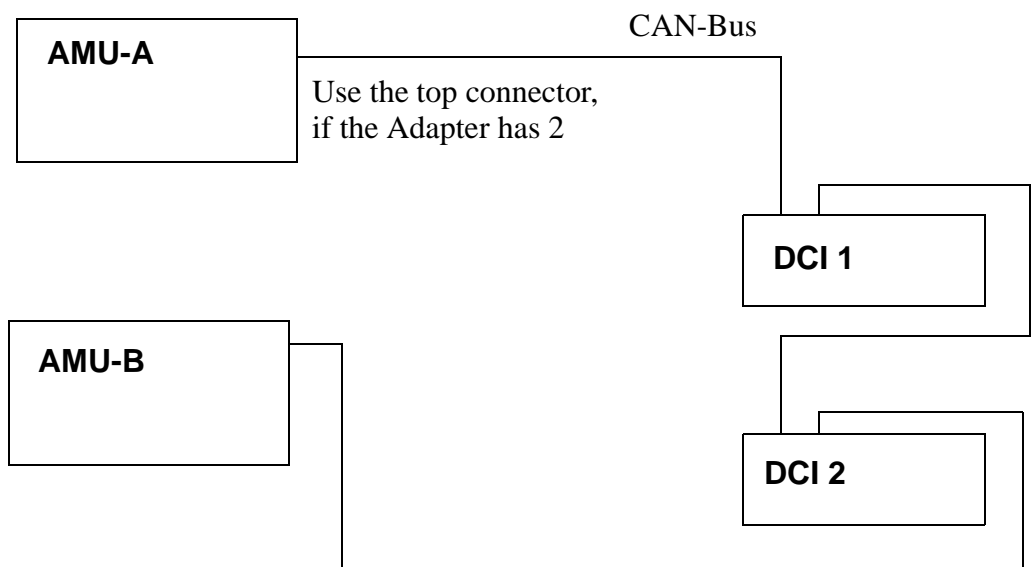 CAN-Bus
AMU-A
Use the top connector,
if the Adapter has 2
DCI 1
AMU-B
DCI 2